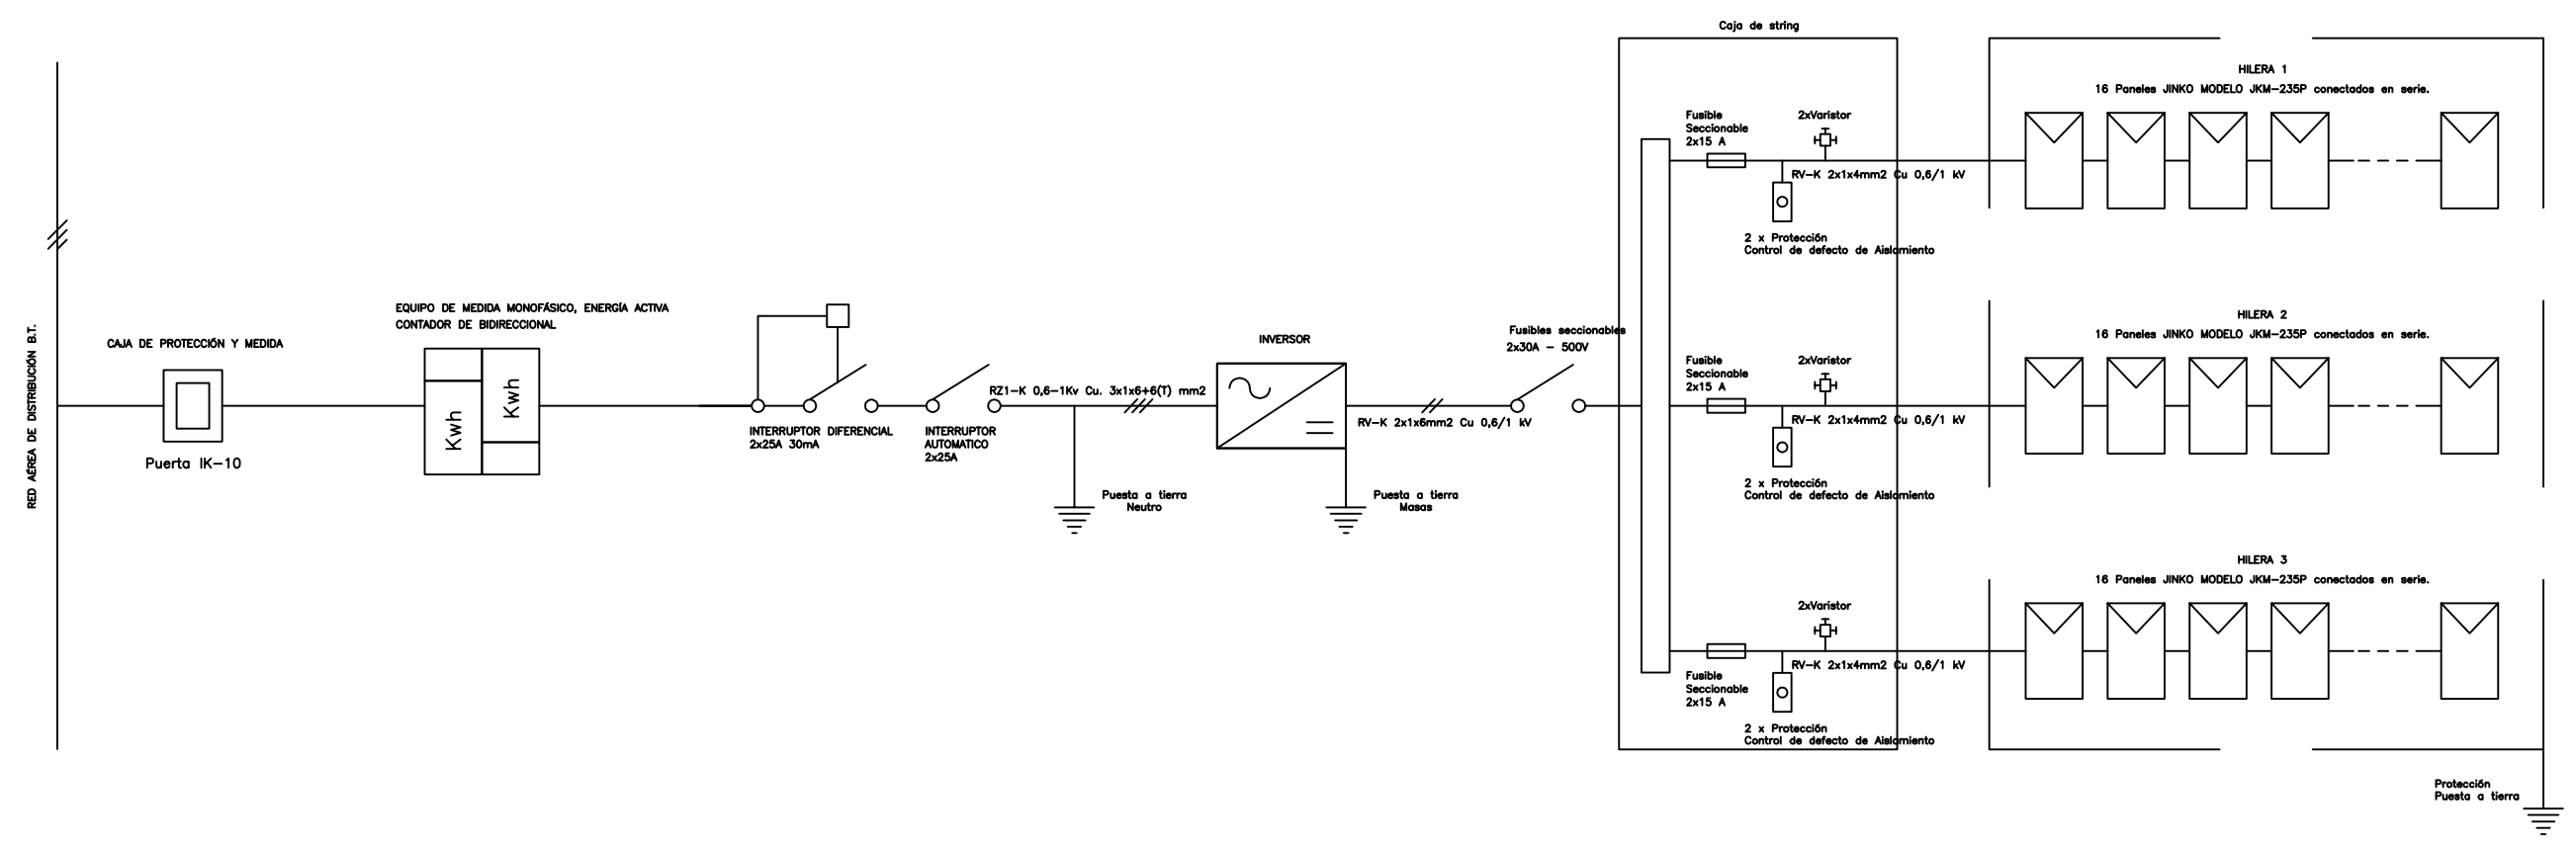 RED AÉREA DE DISTRIBUCIÓN B.T.
CAJA DE PROTECCIÓN Y MEDIDA
Puerta IK-10
EQUIPO DE MEDIDA MONOFÁSICO, ENERGÍA ACTIVA
CONTADOR DE BIDIRECCIONAL
Kwh
Kwh
INTERRUPTOR DIFERENCIAL
2x25A 30mA
INTERRUPTOR
AUTOMATICO
2x25A
RZ1-K 0,6-1Kv Cu. 3x1x6+6(T) mm2
Puesta a tierra
Neutro
INVERSOR
Puesta a tierra
Masas
RV-K 2x1x6mm2 Cu 0,6/1 kV
Fusibles seccionables
2x30A - 500V
Caja de string
Fusible
Seccionable
2x15 A
2xVaristor
RV-K 2x1x4mm2 Cu 0,6/1 kV
2 x Protección
Control de defecto de Aislamiento
HILERA 1
16 Paneles JINKO MODELO JKM-235P conectados en serie.
Fusible
Seccionable
2x15 A
2xVaristor
RV-K 2x1x4mm2 Cu 0,6/1 kV
2 x Protección
Control de defecto de Aislamiento
HILERA 2
16 Paneles JINKO MODELO JKM-235P conectados en serie.
2xVaristor
RV-K 2x1x4mm2 Cu 0,6/1 kV
Fusible
Seccionable
2x15 A
2 x Protección
Control de defecto de Aislamiento
HILERA 3
16 Paneles JINKO MODELO JKM-235P conectados en serie.
Protección
Puesta a tierra